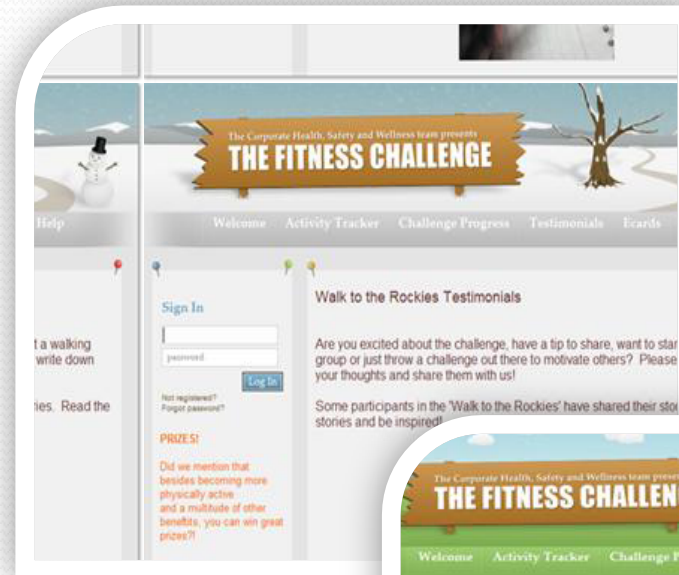 The Corporate Health, Safety and Wellness team presents
THE FITNESS CHALLENGE
Help
Welcome Activity Tracker Challenge Progress Testimonials Ecards
Sign In
password
Log In
Not registered?
Forgot password?
PRIZES!
Did we mention that
besides becoming more
physically active
and a multitude of other
benefits, you can win great
prizes?!
t a walking
write down
ries. Read the
Walk to the Rockies Testimonials
Are you excited about the challenge, have a tip to share, want to star
group or just throw a challenge out there to motivate others? Please
your thoughts and share them with us!
Some participants in the 'Walk to the Rockies' have shared their stor
stories and be inspired!
The Corporate Health, Safety and Wellness team prese
THE FITNESS CHALLEN
Welcome Activity Tracker Challenge P